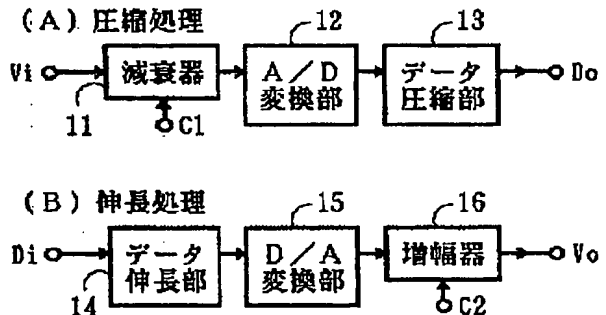 (A) 圧縮処理
12
13
Vi
減衰器
A/D
変換部
データ
圧縮部
Do
11
C1
(B) 伸長処理
15
16
Di
データ
伸長部
D/A
変換部
増幅器
Vo
14
C2